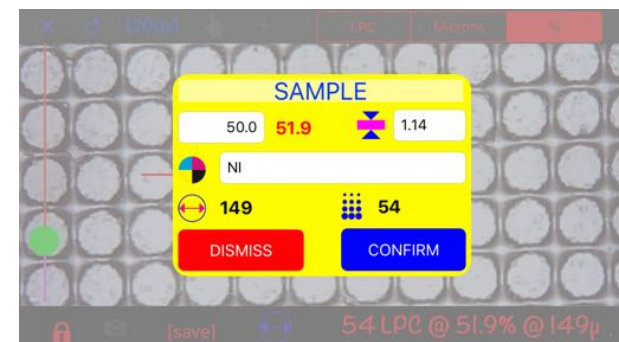 [200x] LPC Microns %
SAMPLE
50.0 51.9 1.14
NI
149 54
DISMISS CONFIRM
[save] 54 LPC @ 51.9% @ 149µ